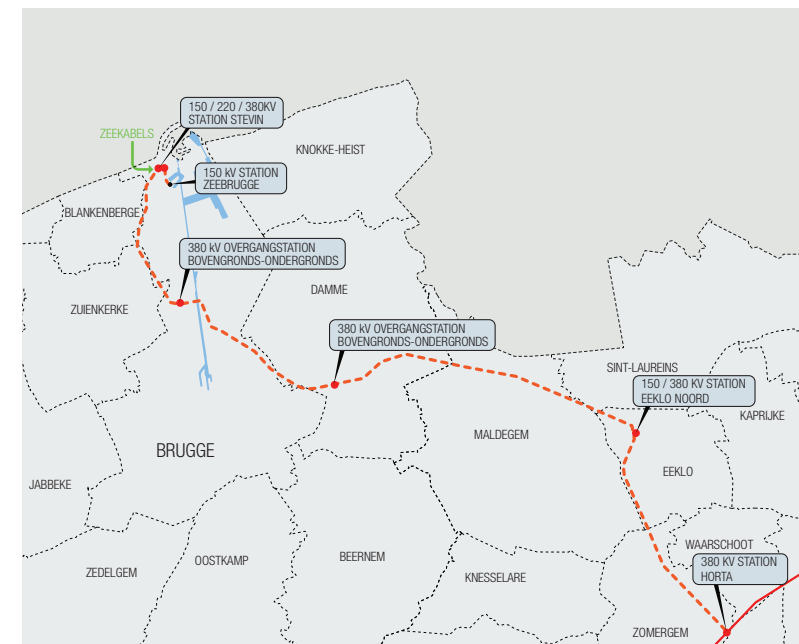 150 / 220 / 380KV
STATION STEVIN
ZEEKABELS
KNOKKE-HEIST
150 kV STATION
ZEEBRUGGE
BLANKENBERGE
380 kV OVERGANGSTATION
BOVENGRONDS-ONDERGRONDS
DAMME
ZUIENKERKE
380 kV OVERGANGSTATION
BOVENGRONDS-ONDERGRONDS
SINT-LAUREINS
150 / 380 KV STATION
EEKLO NOORD
KAPRIJKE
MALDEGEM
BRUGGE
EEKLO
JABBEKE
WAARSCHOOT
OOSTKAMP
BEERNEM
380 KV STATION
HORTA
ZEDELGEM
KNESSELARE
ZOMERGEM